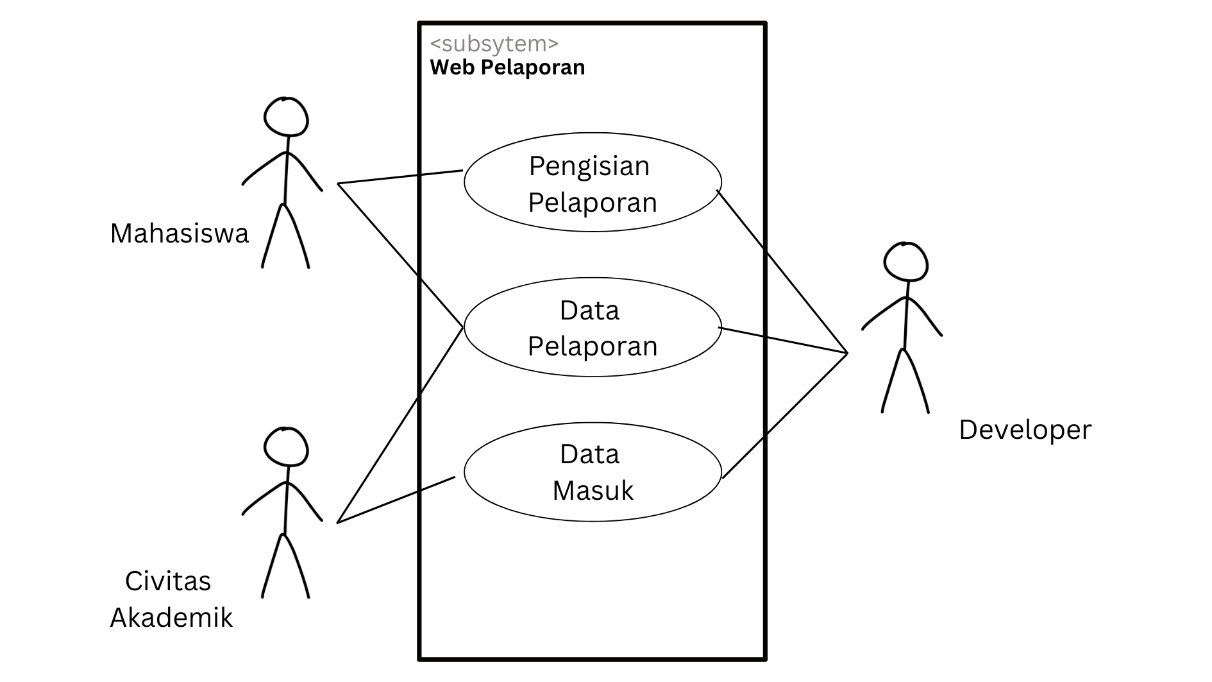 <subsytem>
Web Pelaporan
Mahasiswa
Pengisian
Pelaporan
Data
Pelaporan
Developer
Data
Masuk
Civitas
Akademik